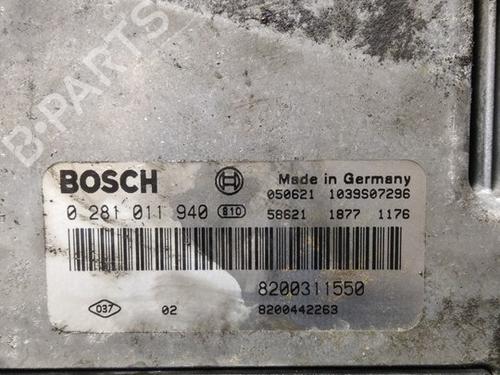 B-PARTS
BOSCH
Made in Germany
050621 1039S07296
0 281 011 940 810
58621 1877 1176
8200311550
037 02 8200442263